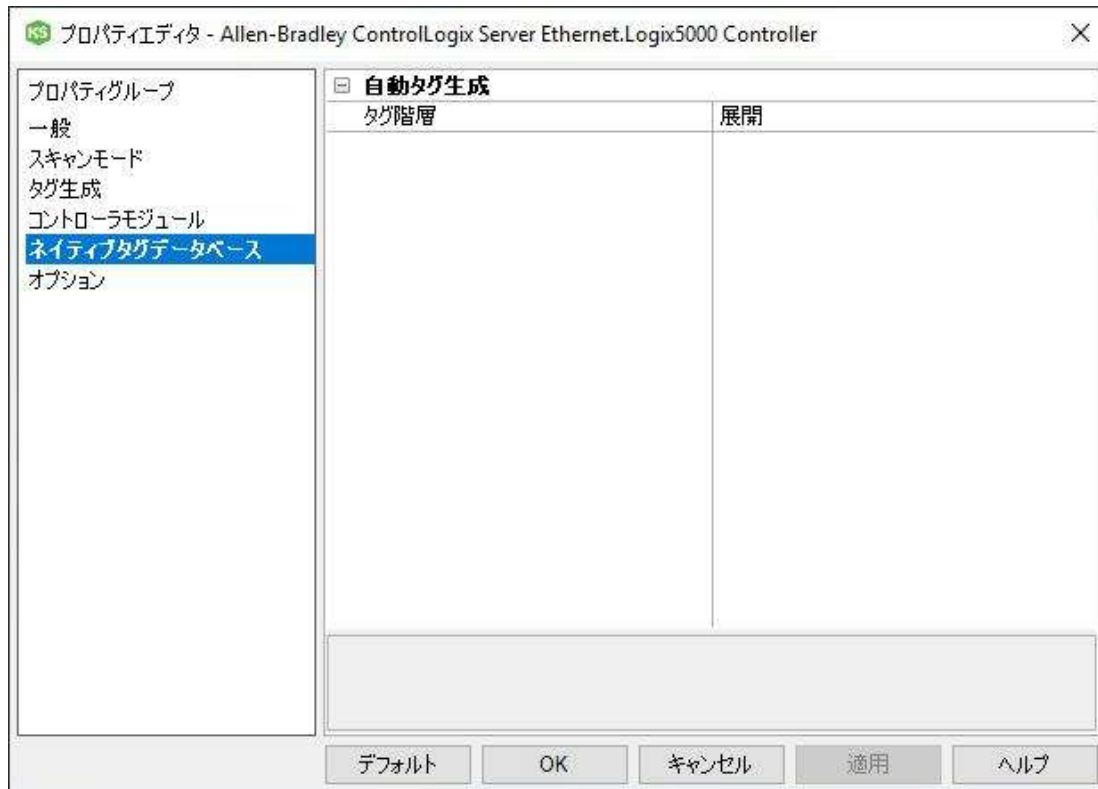 KS プロパティエディタ - Allen-Bradley ControlLogix Server Ethernet.Logix5000 Controller
プロパティグループ
一般
スキャンモード
タグ生成
コントローラモジュール
ネイティブタグデータベース
オプション
自動タグ生成
タグ階層 展開
デフォルト OK キャンセル 適用 ヘルプ